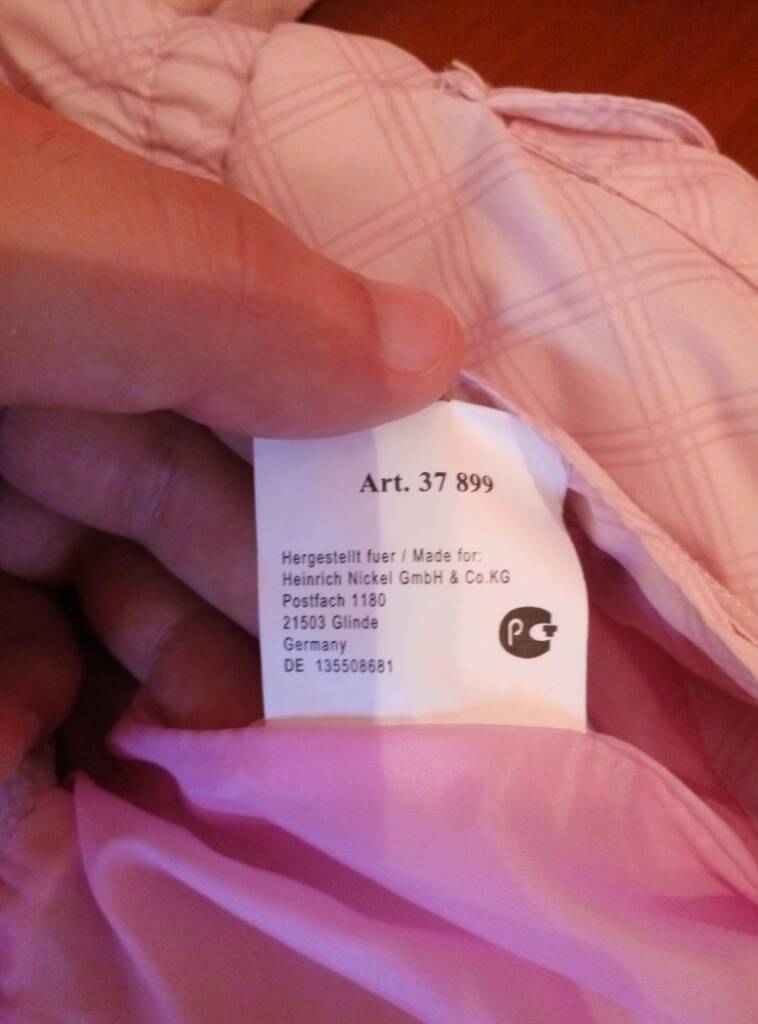 Art. 37 899
Hergestellt fuer / Made for:
Heinrich Nickel GmbH & Co.KG
Postfach 1180
21503 Glinde
Germany
DE 135508681